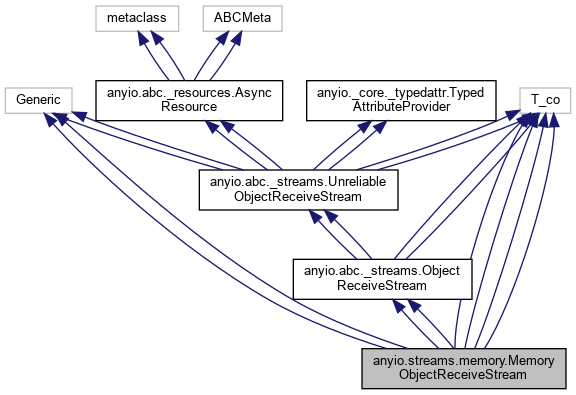 metaclass
ABCMeta
Generic
anyio.abc._resources.Async
Resource
anyio._core._typedattr.Typed
AttributeProvider
T_co
anyio.abc._streams.Unreliable
ObjectReceiveStream
anyio.abc._streams.Object
ReceiveStream
anyio.streams.memory.Memory
ObjectReceiveStream